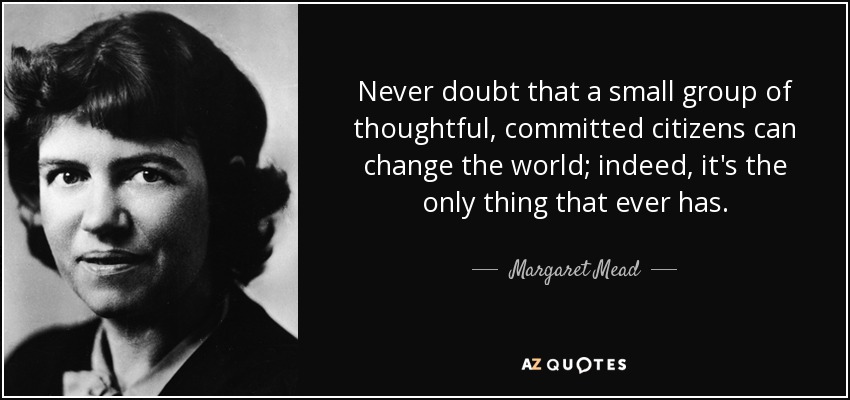 Never doubt that a small group of
thoughtful, committed citizens can
change the world; indeed, it's the
only thing that ever has.
Margaret Mead
AZ QUOTES